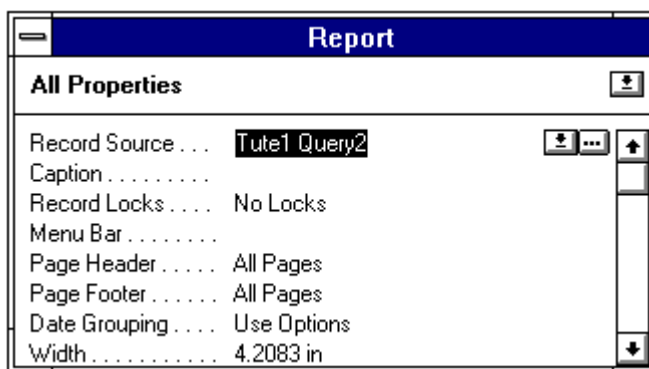 Report
All Properties
Record Source . . . Tute1 Query2
Caption . . . . . . . . .
Record Locks . . . . No Locks
Menu Bar . . . . . . . .
Page Header . . . . . All Pages
Page Footer . . . . . . All Pages
Date Grouping . . . . Use Options
Width . . . . . . . . . . . 4.2083 in